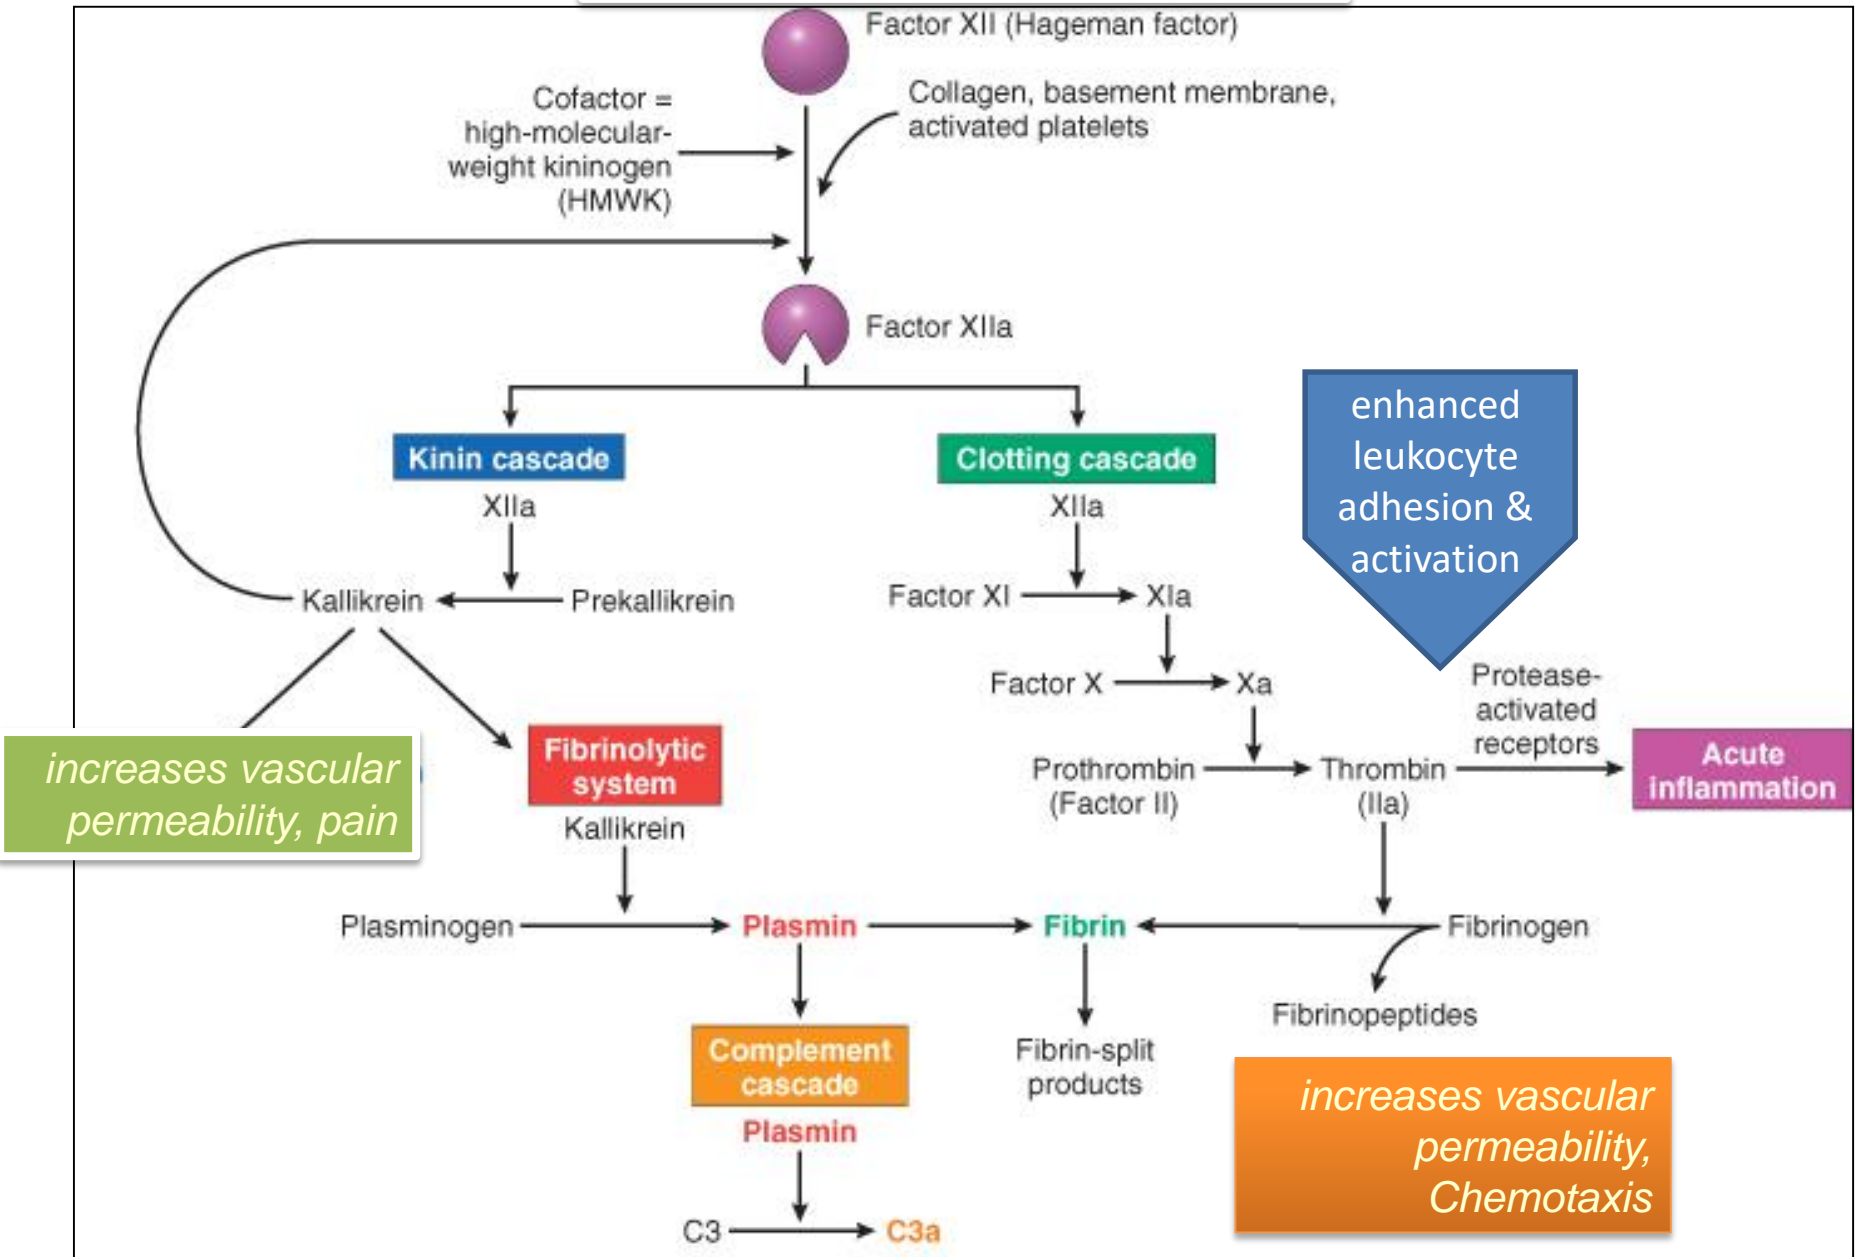 Factor XII (Hageman factor)
Cofactor =
high-molecular-
weight kininogen
(HMWK)
Collagen, basement membrane,
activated platelets
Factor XIIa
Kinin cascade
XIIa
Kallikrein
Prekallikrein
Clotting cascade
XIIa
Factor XI
XIa
Factor X
Xa
enhanced
leukocyte
adhesion &
activation
Prothrombin
(Factor II)
Thrombin
(IIa)
Protease-
activated
receptors
Acute
inflammation
increases vascular
permeability, pain
Fibrinolytic
system
Kallikrein
Plasminogen
Plasmin
Fibrin
Fibrinogen
Fibrinopeptides
Fibrin-split
products
Complement
cascade
Plasmin
C3
C3a
increases vascular
permeability,
Chemotaxis